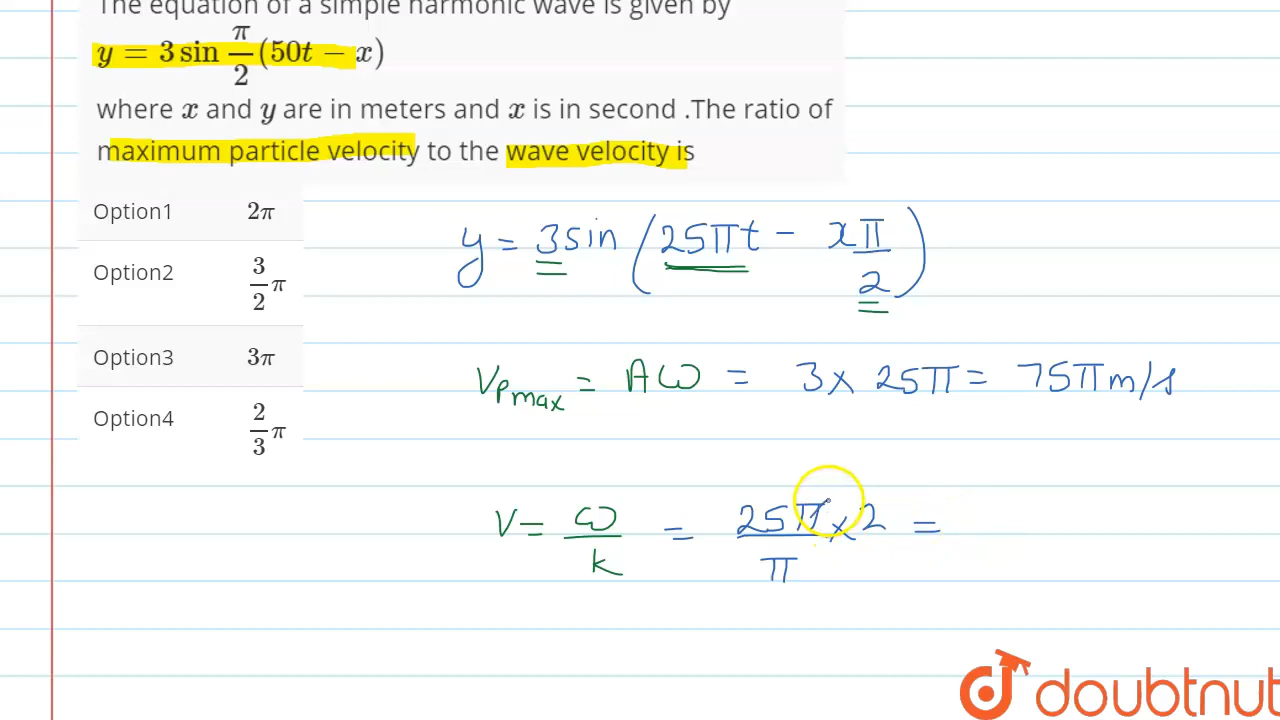 The equation of a simple harmonic wave is given by
y = 3 sin π/2 (50t − x)
where x and y are in meters and x is in second .The ratio of
maximum particle velocity to the wave velocity is
Option1 2π
Option2 3/2 π
Option3 3π
Option4 2/3 π
y = 3sin (25πt − xπ/2)
VPmax = Aω = 3 × 25π = 75π m/s
V = ω/k = 25π × 2 / π =
doubtnut